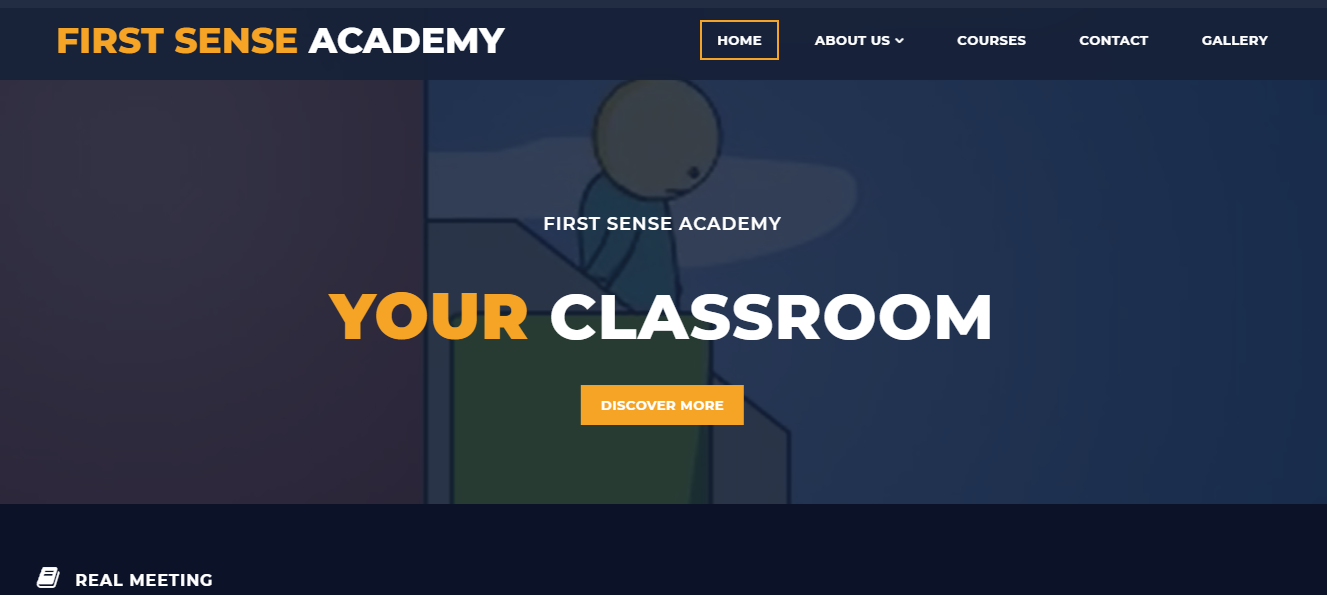 FIRST SENSE ACADEMY
HOME
ABOUT US
COURSES
CONTACT
GALLERY
FIRST SENSE ACADEMY
YOUR CLASSROOM
DISCOVER MORE
REAL MEETING